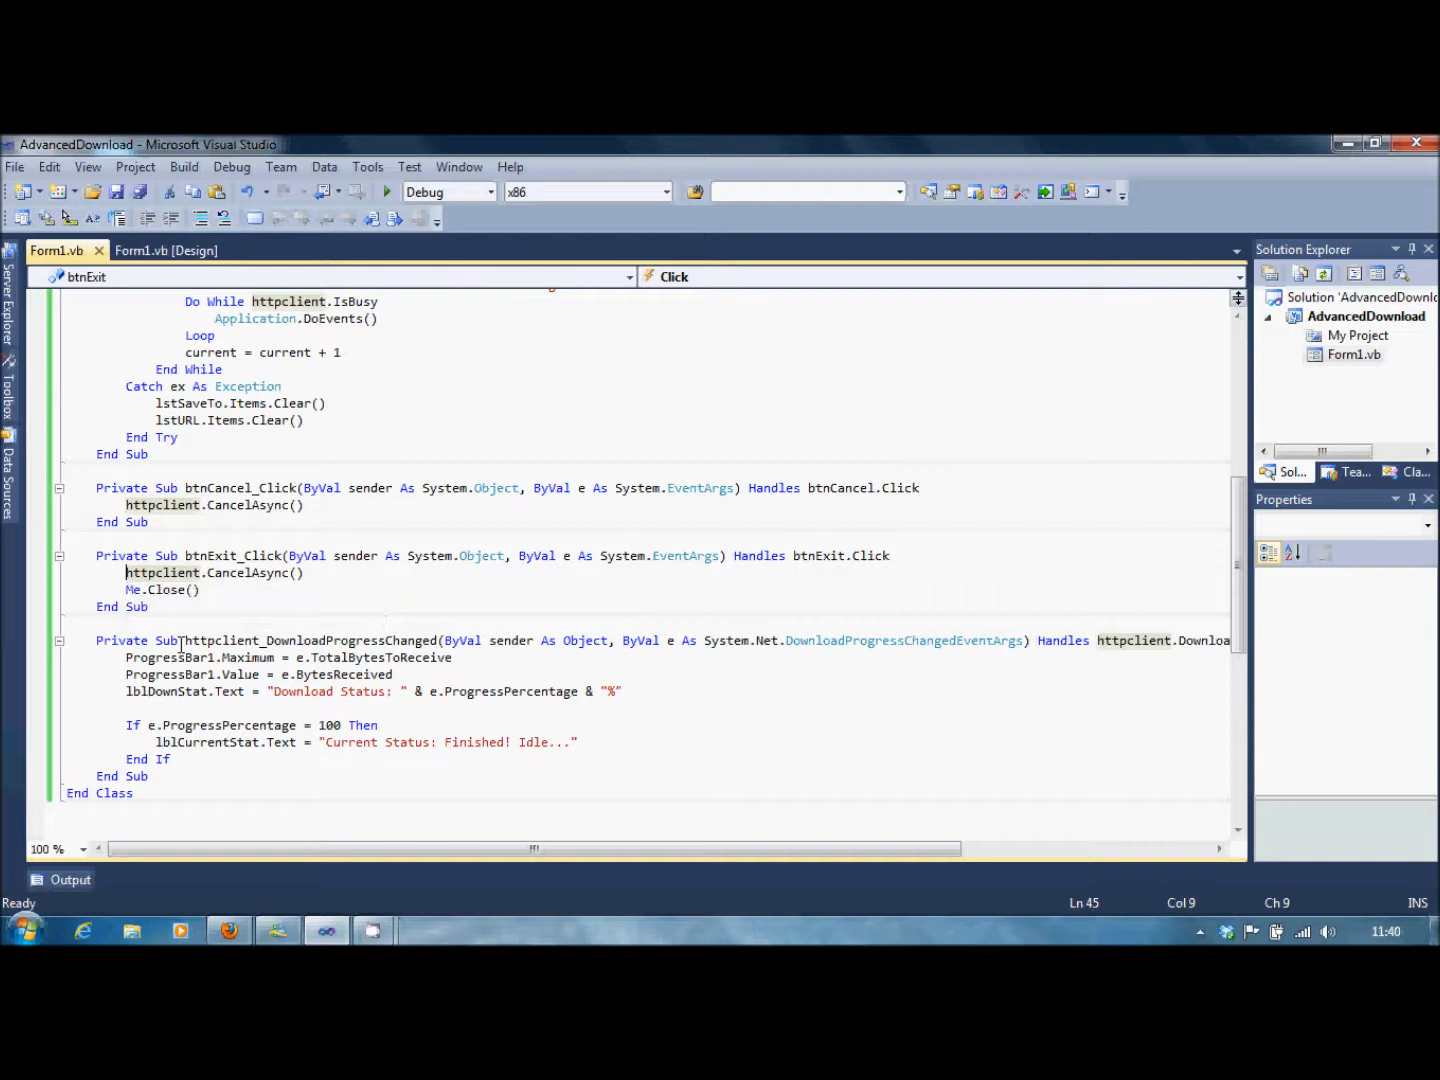 AdvancedDownload - Microsoft Visual Studio
File Edit View Project Build Debug Team Data Tools Test Window Help
Debug x86
Form1.vb Form1.vb [Design]
btnExit Click
Do While httpclient.IsBusy
Application.DoEvents()
Loop
current = current + 1
End While
Catch ex As Exception
lstSaveTo.Items.Clear()
lstURL.Items.Clear()
End Try
End Sub
Private Sub btnCancel_Click(ByVal sender As System.Object, ByVal e As System.EventArgs) Handles btnCancel.Click
httpclient.CancelAsync()
End Sub
Private Sub btnExit_Click(ByVal sender As System.Object, ByVal e As System.EventArgs) Handles btnExit.Click
httpclient.CancelAsync()
Me.Close()
End Sub
Private Sub httpclient_DownloadProgressChanged(ByVal sender As Object, ByVal e As System.Net.DownloadProgressChangedEventArgs) Handles httpclient.Downloa
ProgressBar1.Maximum = e.TotalBytesToReceive
ProgressBar1.Value = e.BytesReceived
lblDownStat.Text = "Download Status: " & e.ProgressPercentage & "%"
If e.ProgressPercentage = 100 Then
lblCurrentStat.Text = "Current Status: Finished! Idle..."
End If
End Sub
End Class
100 %
Server Explorer
Toolbox
Data Sources
Solution Explorer
Solution 'AdvancedDownlo
AdvancedDownload
My Project
Form1.vb
Sol... Tea... Cla...
Properties
Output
Ready Ln 45 Col 9 Ch 9 INS
11:40